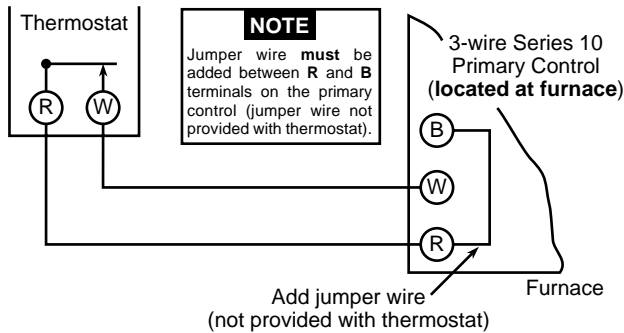 Thermostat
R
W
NOTE
Jumper wire must be
added between R and B
terminals on the primary
control (jumper wire not
provided with thermostat).
3-wire Series 10
Primary Control
(located at furnace)
B
W
R
Furnace
Add jumper wire
(not provided with thermostat)